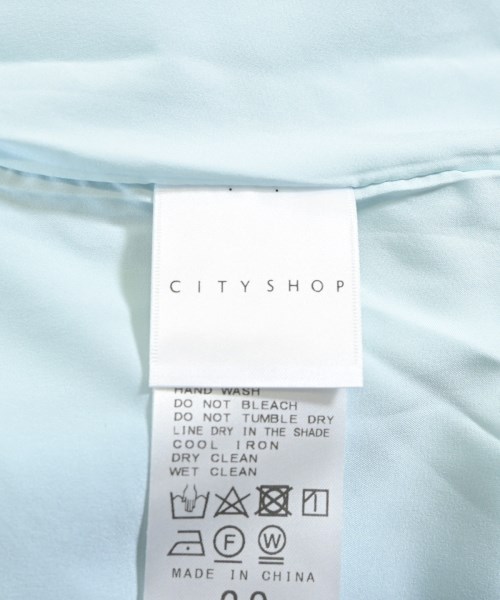 CITYSHOP
HAND WASH
DO NOT BLEACH
DO NOT TUMBLE DRY
LINE DRY IN THE SHADE
COOL IRON
DRY CLEAN
WET CLEAN
F W
MADE IN CHINA